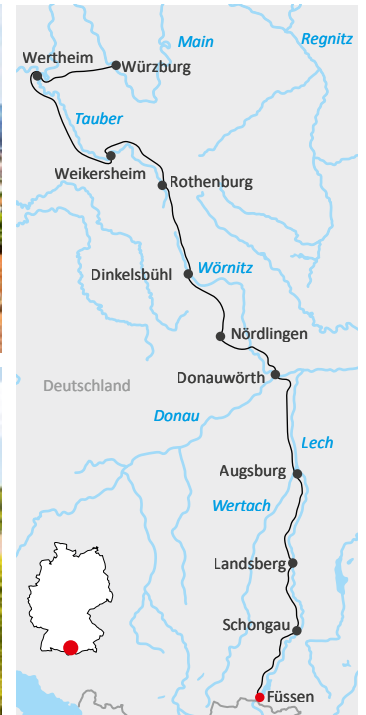 Main
Regnitz
Wertheim
Würzburg
Tauber
Weikersheim
Rothenburg
Dinkelsbühl
Wörnitz
Nördlingen
Donauwörth
Deutschland
Donau
Lech
Augsburg
Wertach
Landsberg
Schongau
Füssen